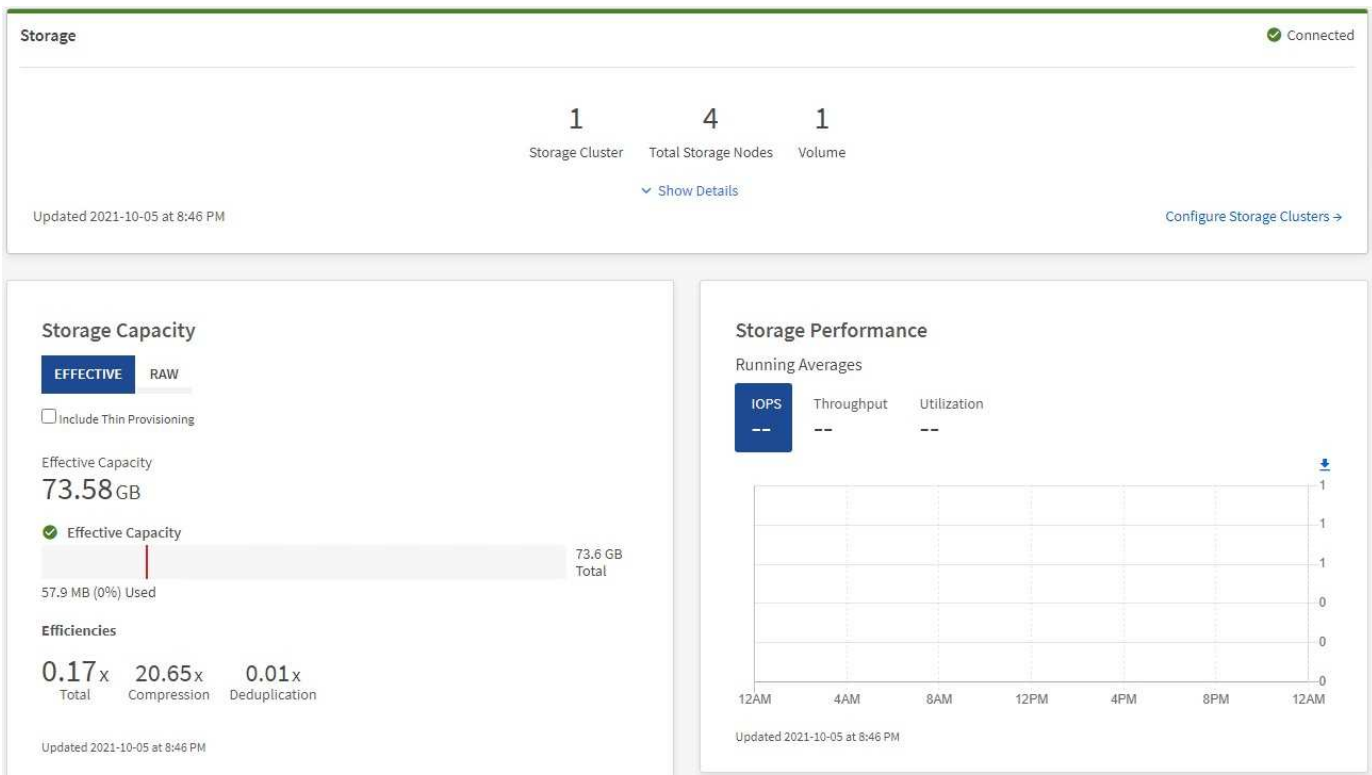 Storage
Connected
1 4 1
Storage Cluster Total Storage Nodes Volume
Show Details
Updated 2021-10-05 at 8:46 PM
Configure Storage Clusters →
Storage Capacity
EFFECTIVE RAW
Include Thin Provisioning
Effective Capacity
73.58 GB
Effective Capacity
73.6 GB
Total
57.9 MB (0%) Used
Efficiencies
0.17x 20.65x 0.01x
Total Compression Deduplication
Updated 2021-10-05 at 8:46 PM
Storage Performance
Running Averages
IOPS Throughput Utilization
-- -- --
1
1
1
0
0
0
12AM 4AM 8AM 12PM 4PM 8PM 12AM
Updated 2021-10-05 at 8:46 PM